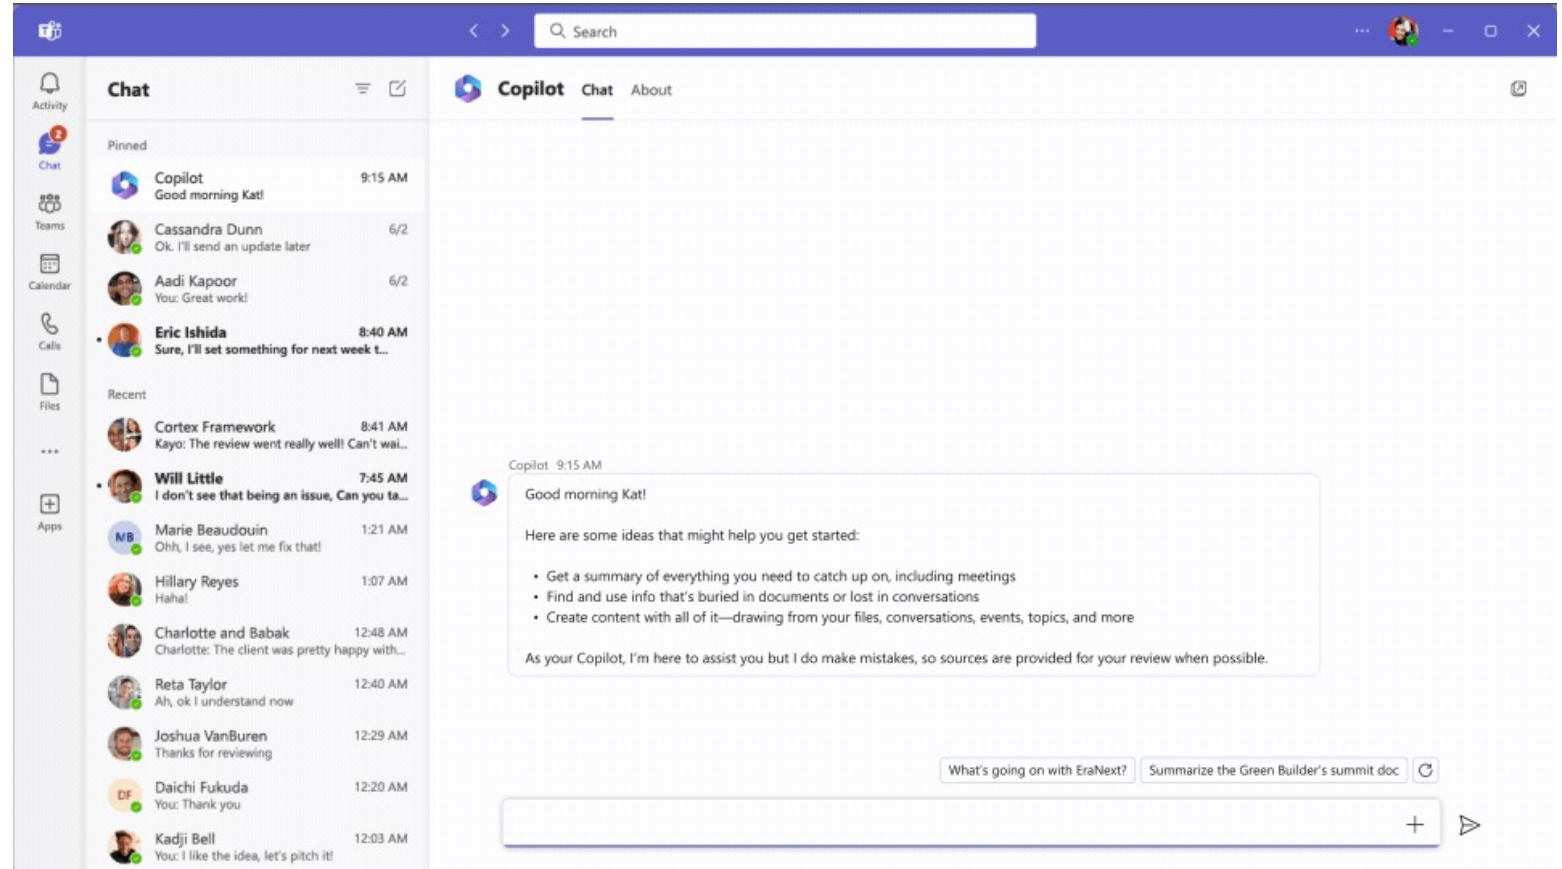 Search
Activity
2
Chat
Teams
Calendar
Calls
Files
Apps
Chat
Pinned
Copilot 9:15 AM
Good morning Kat!
Cassandra Dunn 6/2
Ok. I'll send an update later
Aadi Kapoor 6/2
You: Great work!
Eric Ishida 8:40 AM
Sure, I'll set something for next week t...
Recent
Cortex Framework 8:41 AM
Kayo: The review went really well! Can't wai...
Will Little 7:45 AM
I don't see that being an issue, Can you ta...
MB
Marie Beaudouin 1:21 AM
Ohh, I see, yes let me fix that!
Hillary Reyes 1:07 AM
Haha!
Charlotte and Babak 12:48 AM
Charlotte: The client was pretty happy with...
Reta Taylor 12:40 AM
Ah, ok I understand now
Joshua VanBuren 12:29 AM
Thanks for reviewing
DF
Daichi Fukuda 12:20 AM
You: Thank you
Kadji Bell 12:03 AM
You: I like the idea, let's pitch it!
Copilot Chat About
Copilot 9:15 AM
Good morning Kat!
Here are some ideas that might help you get started:
• Get a summary of everything you need to catch up on, including meetings
• Find and use info that's buried in documents or lost in conversations
• Create content with all of it—drawing from your files, conversations, events, topics, and more
As your Copilot, I'm here to assist you but I do make mistakes, so sources are provided for your review when possible.
What's going on with EraNext? Summarize the Green Builder's summit doc